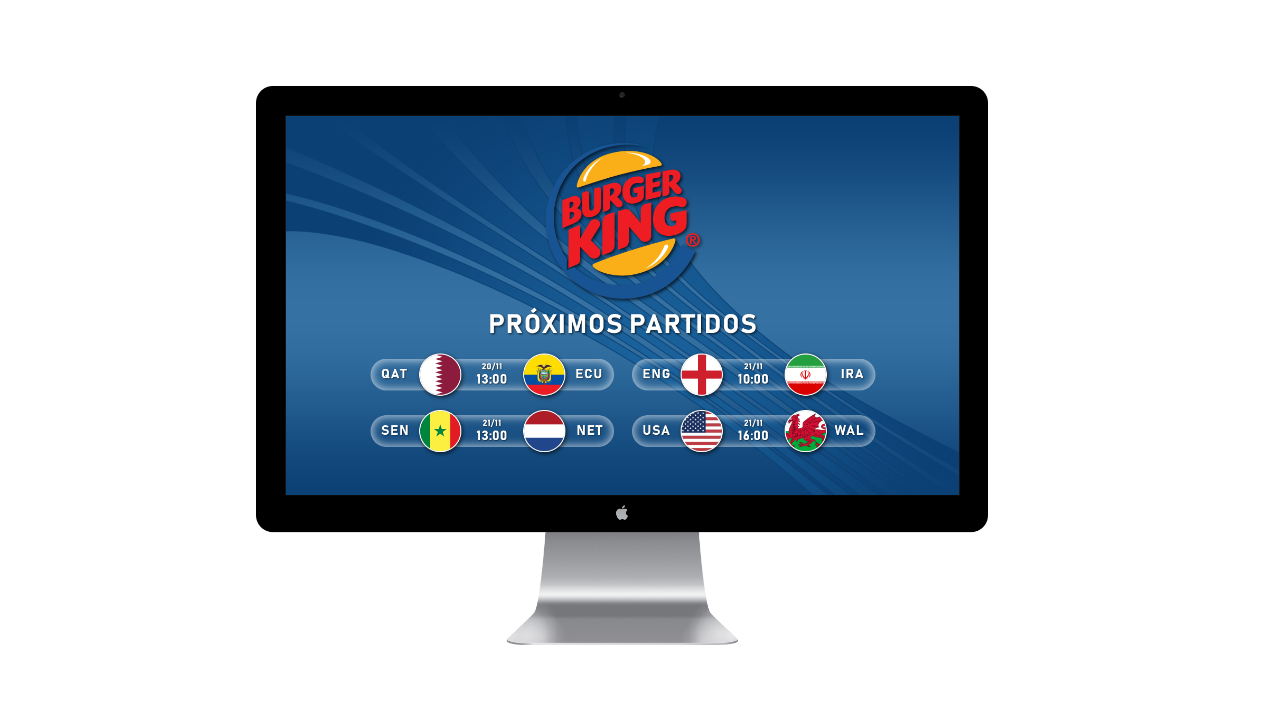 BURGER
KING®
PRÓXIMOS PARTIDOS
QAT 20/11 13:00 ECU
ENG 21/11 10:00 IRA
SEN 21/11 13:00 NET
USA 21/11 16:00 WAL